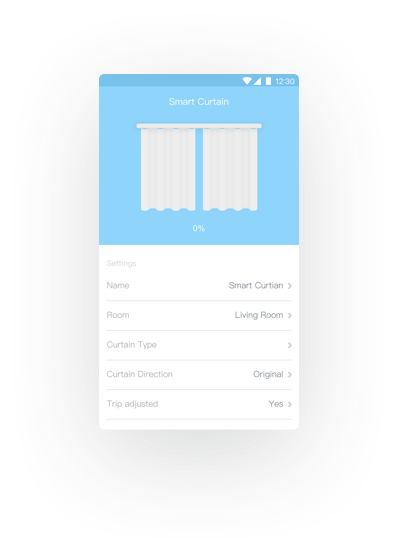 12:30
Smart Curtain
0%
Settings
Name Smart Curtian
Room Living Room
Curtain Type
Curtain Direction Original
Trip adjusted Yes